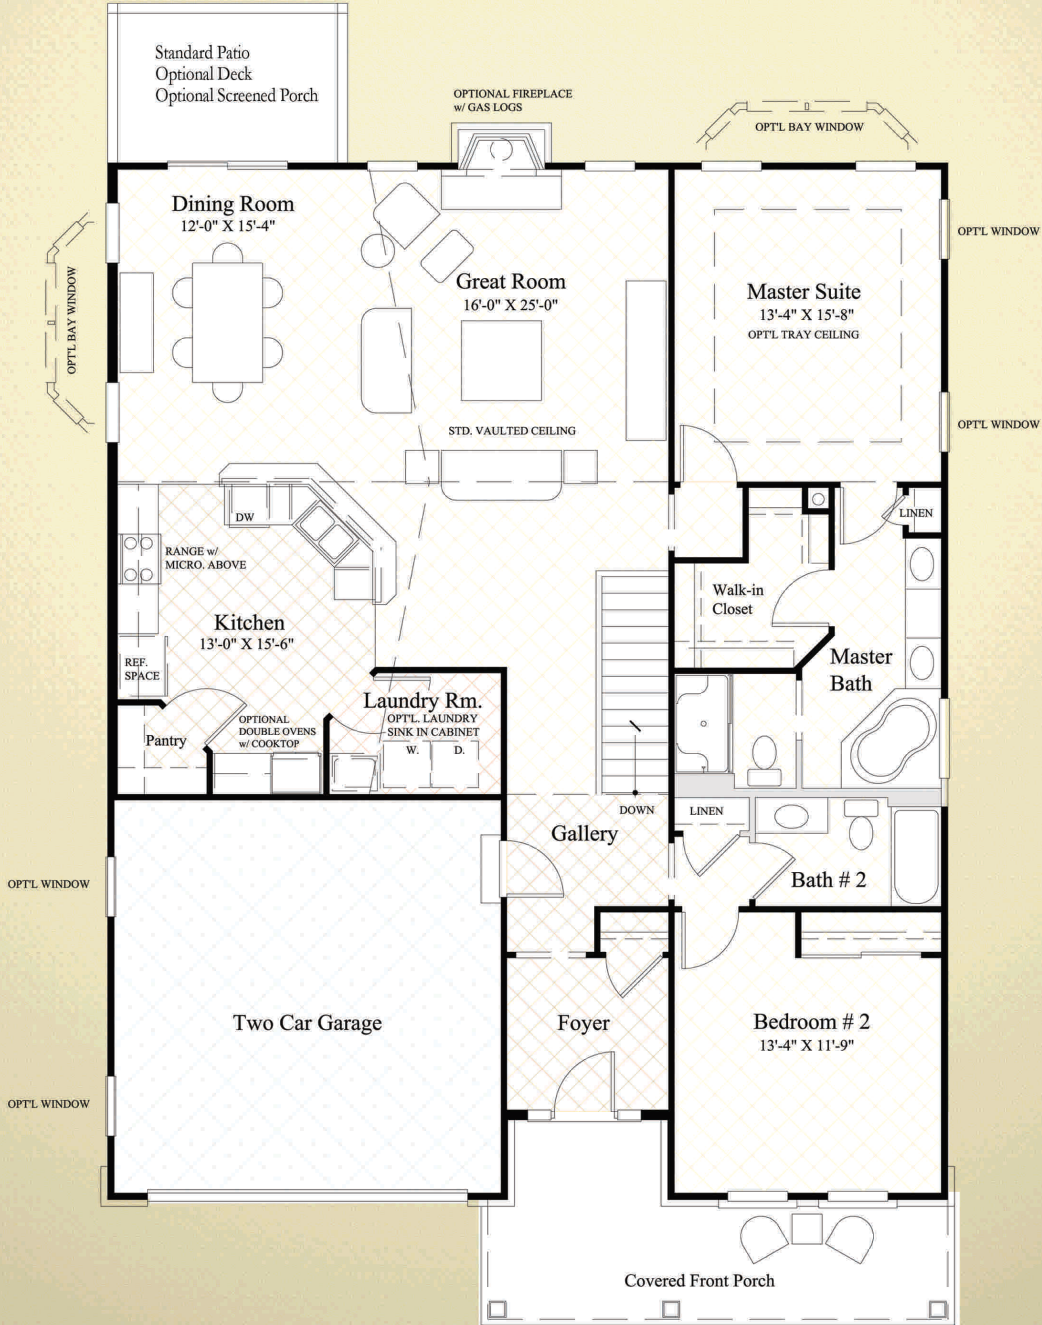 Standard Patio
Optional Deck
Optional Screened Porch
OPTIONAL FIREPLACE
w/ GAS LOGS
OPT'L BAY WINDOW
Dining Room
12'-0" X 15'-4"
OPT'L BAY WINDOW
Great Room
16'-0" X 25'-0"
STD. VAULTED CEILING
Master Suite
13'-4" X 15'-8"
OPT'L TRAY CEILING
OPT'L WINDOW
OPT'L WINDOW
DW
RANGE w/
MICRO. ABOVE
Kitchen
13'-0" X 15'-6"
REF.
SPACE
Pantry
OPTIONAL
DOUBLE OVENS
w/ COOKTOP
Laundry Rm.
OPT'L. LAUNDRY
SINK IN CABINET
W.
D.
LINEN
Walk-in
Closet
Master
Bath
DOWN
LINEN
Gallery
Bath # 2
OPT'L WINDOW
Two Car Garage
Foyer
Bedroom # 2
13'-4" X 11'-9"
OPT'L WINDOW
Covered Front Porch